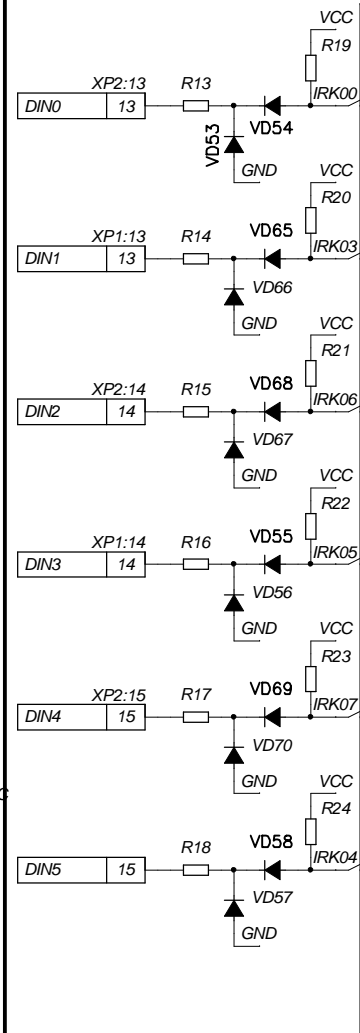 VCC
R19
XP2:13 R13 IRK00
DIN0 13
VD53 VD54
GND
VCC
R20
XP1:13 R14 VD65 IRK03
DIN1 13
VD66
GND
VCC
R21
XP2:14 R15 VD68 IRK06
DIN2 14
VD67
GND
VCC
R22
XP1:14 R16 VD55 IRK05
DIN3 14
VD56
GND
VCC
R23
XP2:15 R17 VD69 IRK07
DIN4 15
VD70
GND
VCC
R24
R18 VD58 IRK04
DIN5 15
VD57
GND